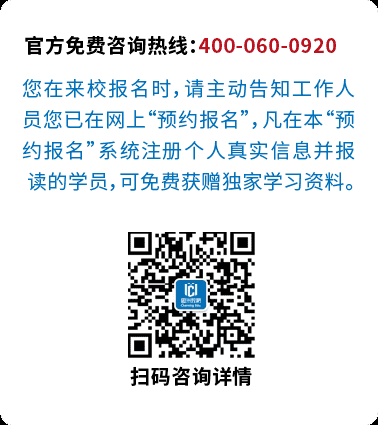 官方免费咨询热线：400-060-0920
您在来校报名时，请主动告知工作人
员您已在网上“预约报名”，凡在本“预
约报名”系统注册个人真实信息并报
读的学员，可免费获赠独家学习资料。
扫码咨询详情